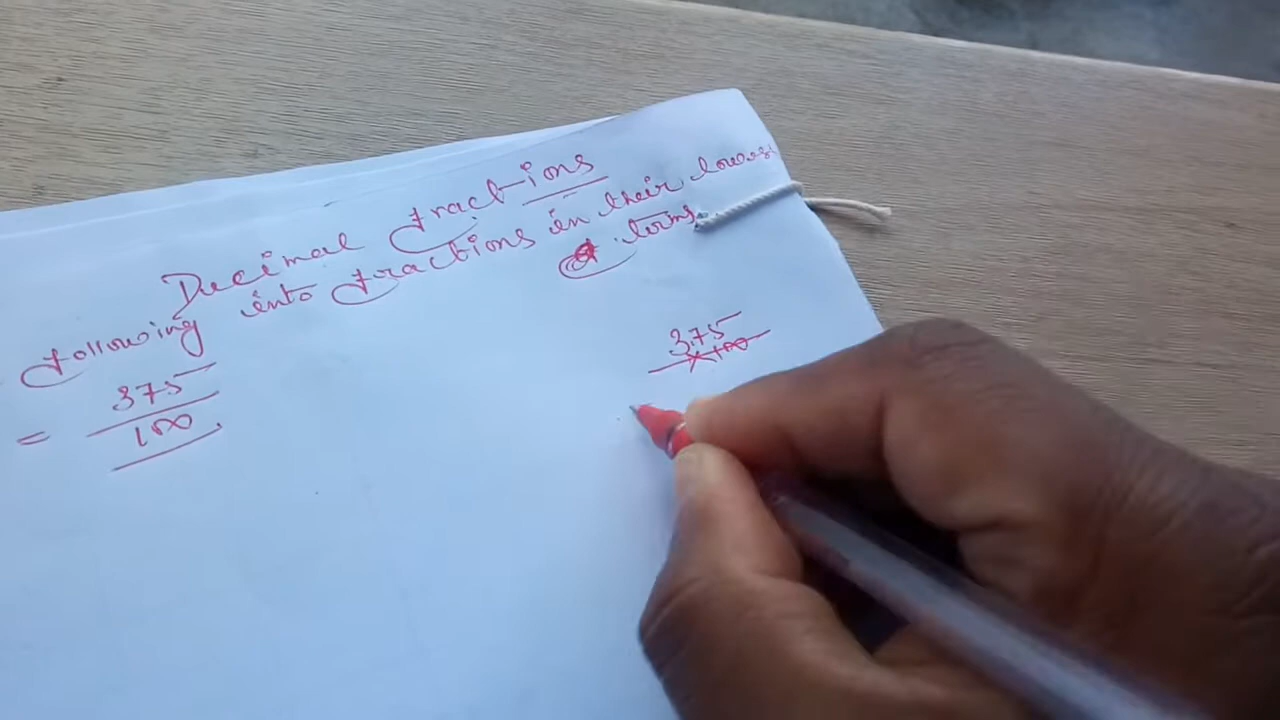 Decimal fractions
following into fractions in their lowest
terms.
375
375
× 100
=
100